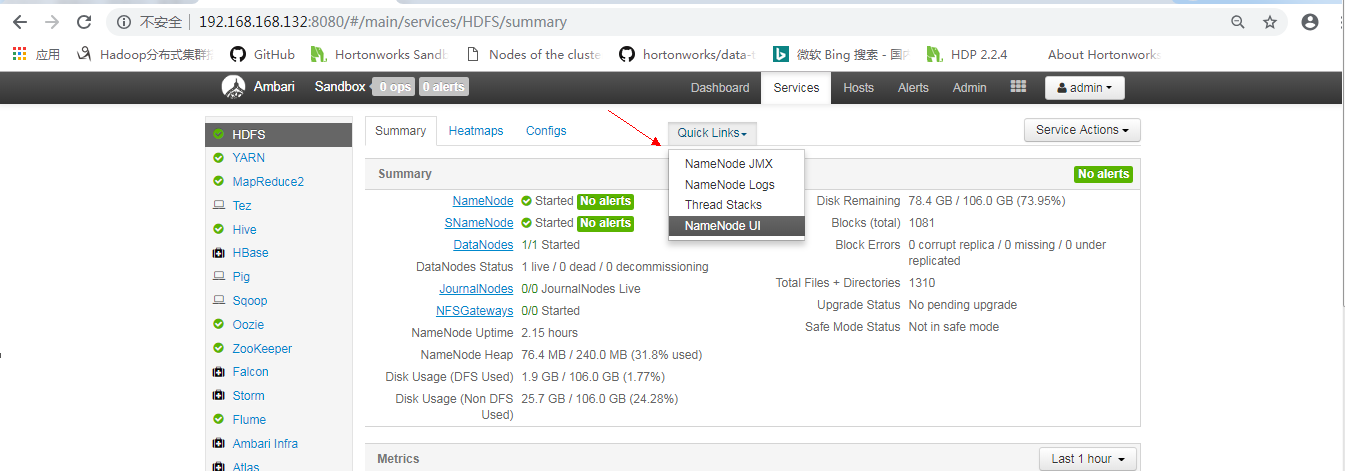 不安全 | 192.168.168.132:8080/#/main/services/HDFS/summary
应用 Hadoop分布式集群 GitHub Hortonworks Sandb Nodes of the cluste hortonworks/data-t 微软 Bing 搜索 - 国 HDP 2.2.4 About Hortonworks
Ambari Sandbox 0 ops 0 alerts Dashboard Services Hosts Alerts Admin admin
HDFS
YARN
MapReduce2
Tez
Hive
HBase
Pig
Sqoop
Oozie
ZooKeeper
Falcon
Storm
Flume
Ambari Infra
Atlas
Summary Heatmaps Configs Quick Links Service Actions
NameNode JMX
NameNode Logs
Thread Stacks
NameNode UI
Summary No alerts
NameNode Started No alerts
SNameNode Started No alerts
DataNodes 1/1 Started
DataNodes Status 1 live / 0 dead / 0 decommissioning
JournalNodes 0/0 JournalNodes Live
NFSGateways 0/0 Started
NameNode Uptime 2.15 hours
NameNode Heap 76.4 MB / 240.0 MB (31.8% used)
Disk Usage (DFS Used) 1.9 GB / 106.0 GB (1.77%)
Disk Usage (Non DFS 25.7 GB / 106.0 GB (24.28%)
Used)
Disk Remaining 78.4 GB / 106.0 GB (73.95%)
Blocks (total) 1081
Block Errors 0 corrupt replica / 0 missing / 0 under
replicated
Total Files + Directories 1310
Upgrade Status No pending upgrade
Safe Mode Status Not in safe mode
Metrics Last 1 hour